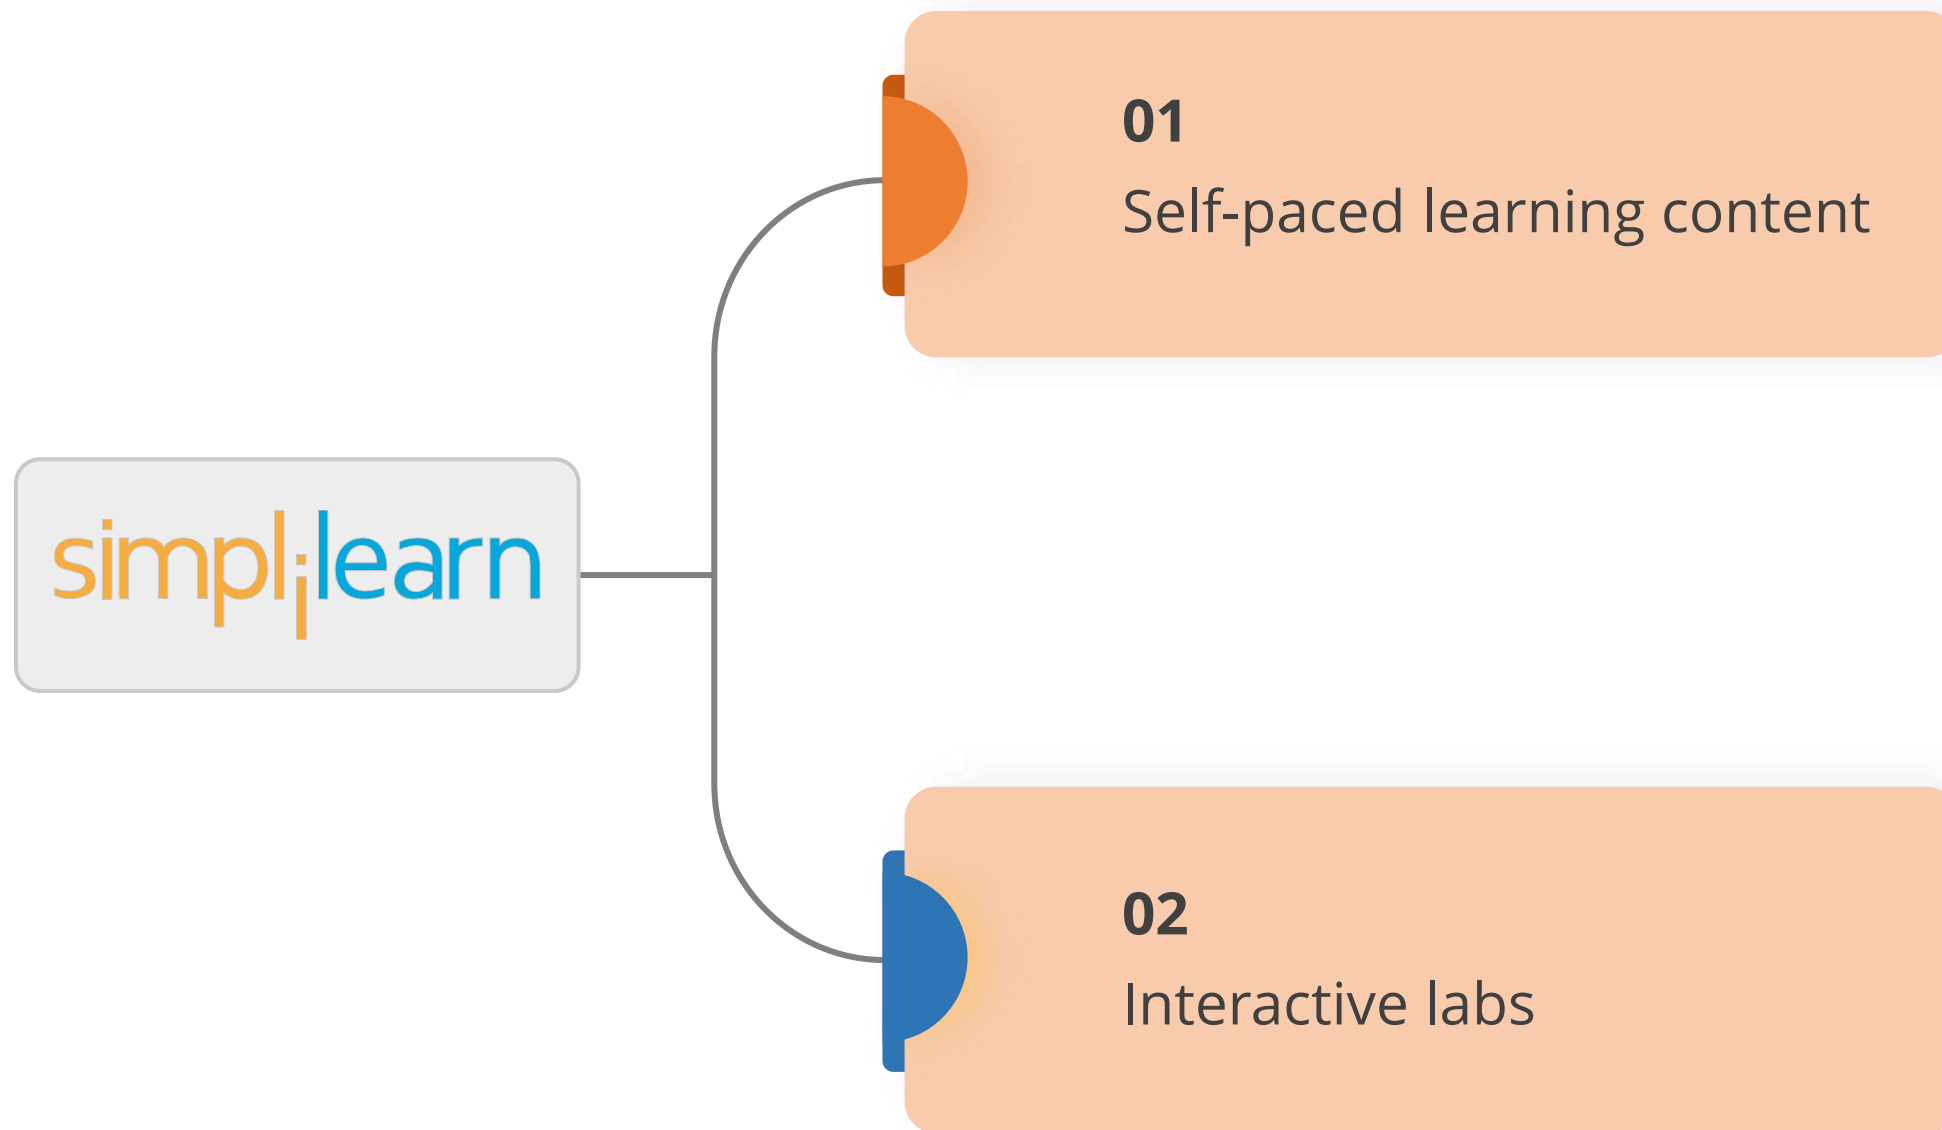 01
Self-paced learning content
simplilearn
02
Interactive labs